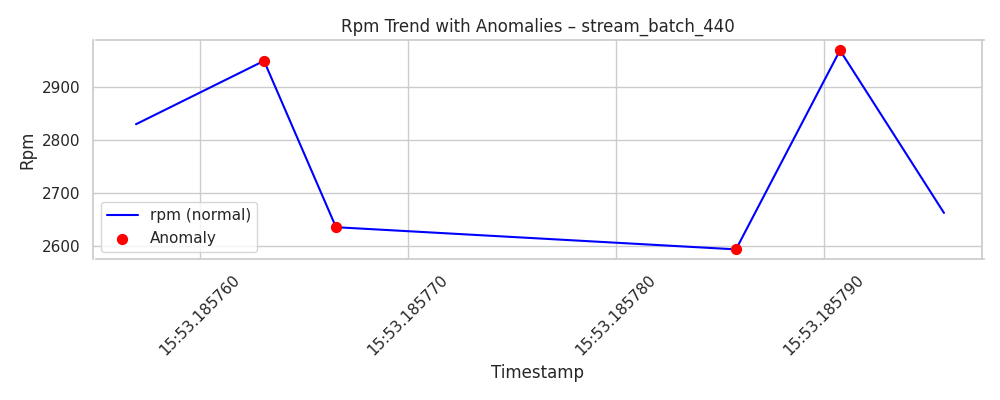 Rpm Trend with Anomalies – stream_batch_440
Rpm
2900
2800
2700
2600
rpm (normal)
Anomaly
15:53.185760
15:53.185770
15:53.185780
15:53.185790
Timestamp